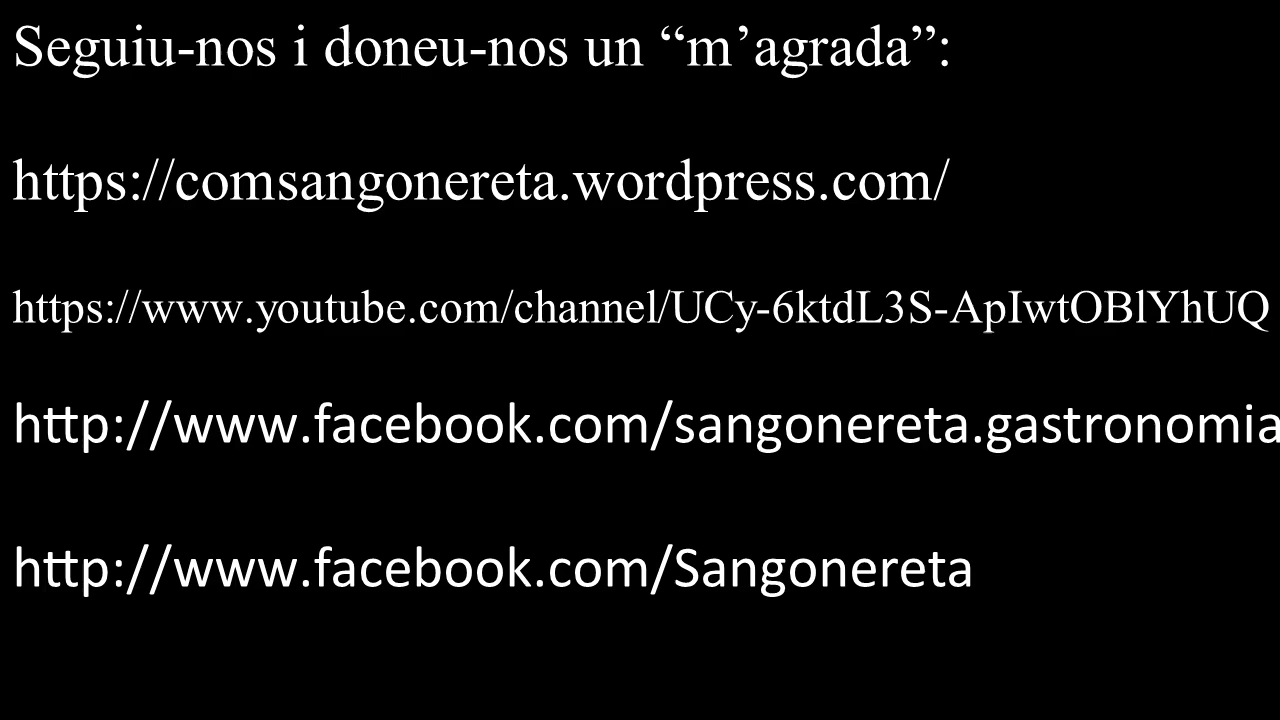 Seguiu-nos i doneu-nos un “m’agrada”:
https://comsangonereta.wordpress.com/
https://www.youtube.com/channel/UCy-6ktdL3S-ApIwtOBlYhUQ
http://www.facebook.com/sangonereta.gastronomia
http://www.facebook.com/Sangonereta